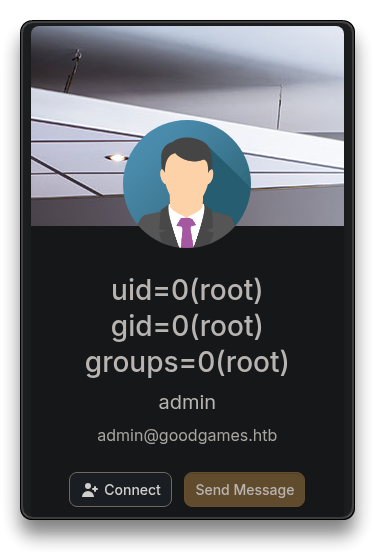 uid=0(root)
gid=0(root)
groups=0(root)
admin
admin@goodgames.htb
Connect Send Message